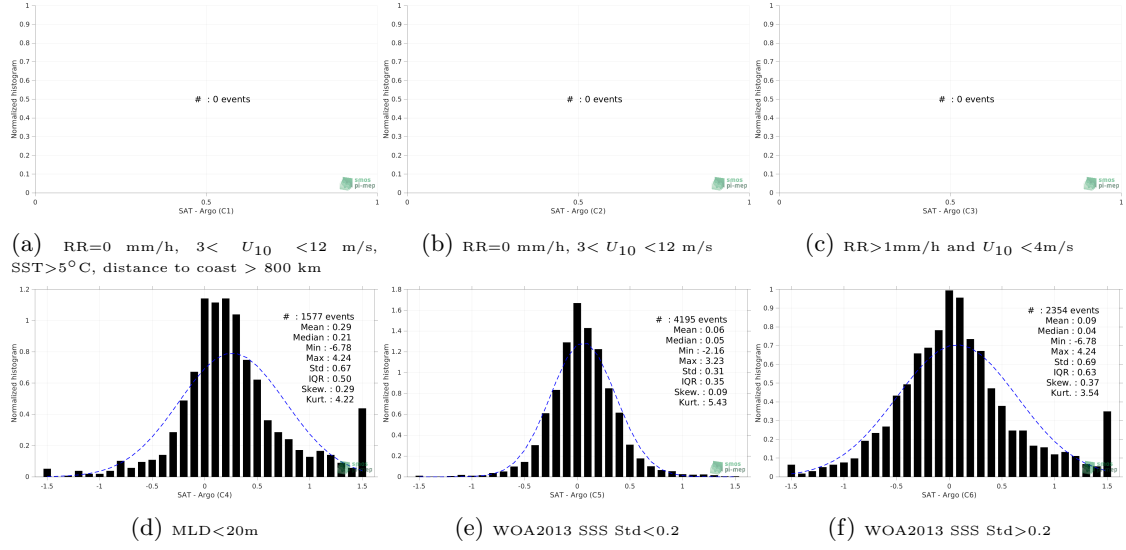 1
0.9
0.8
0.7
0.6
0.5
0.4
0.3
0.2
0.1
0
Normalized histogram
# : 0 events
smos
pi-mep
0 0.5 1
SAT - Argo (C1)
1
0.9
0.8
0.7
0.6
0.5
0.4
0.3
0.2
0.1
0
Normalized histogram
# : 0 events
smos
pi-mep
0 0.5 1
SAT - Argo (C2)
1
0.9
0.8
0.7
0.6
0.5
0.4
0.3
0.2
0.1
0
Normalized histogram
# : 0 events
smos
pi-mep
0 0.5 1
SAT - Argo (C3)
(a) RR=0 mm/h, 3< U10 <12 m/s,
SST>5°C, distance to coast > 800 km
(b) RR=0 mm/h, 3< U10 <12 m/s
(c) RR>1mm/h and U10 <4m/s
1.2
1
0.8
0.6
0.4
0.2
0
Normalized histogram
# : 1577 events
Mean : 0.29
Median : 0.21
Min : -6.78
Max : 4.24
Std : 0.67
IQR : 0.50
Skew. : 0.29
Kurt. : 4.22
smos
pi-mep
-1.5 -1 -0.5 0 0.5 1 1.5
SAT - Argo (C4)
1.8
1.6
1.4
1.2
1
0.8
0.6
0.4
0.2
0
Normalized histogram
# : 4195 events
Mean : 0.06
Median : 0.05
Min : -2.16
Max : 3.23
Std : 0.31
IQR : 0.35
Skew. : 0.09
Kurt. : 5.43
smos
pi-mep
-1.5 -1 -0.5 0 0.5 1 1.5
SAT - Argo (C5)
1
0.9
0.8
0.7
0.6
0.5
0.4
0.3
0.2
0.1
0
Normalized histogram
# : 2354 events
Mean : 0.09
Median : 0.04
Min : -6.78
Max : 4.24
Std : 0.69
IQR : 0.63
Skew. : 0.37
Kurt. : 3.54
smos
pi-mep
-1.5 -1 -0.5 0 0.5 1 1.5
SAT - Argo (C6)
(d) MLD<20m
(e) WOA2013 SSS Std<0.2
(f) WOA2013 SSS Std>0.2